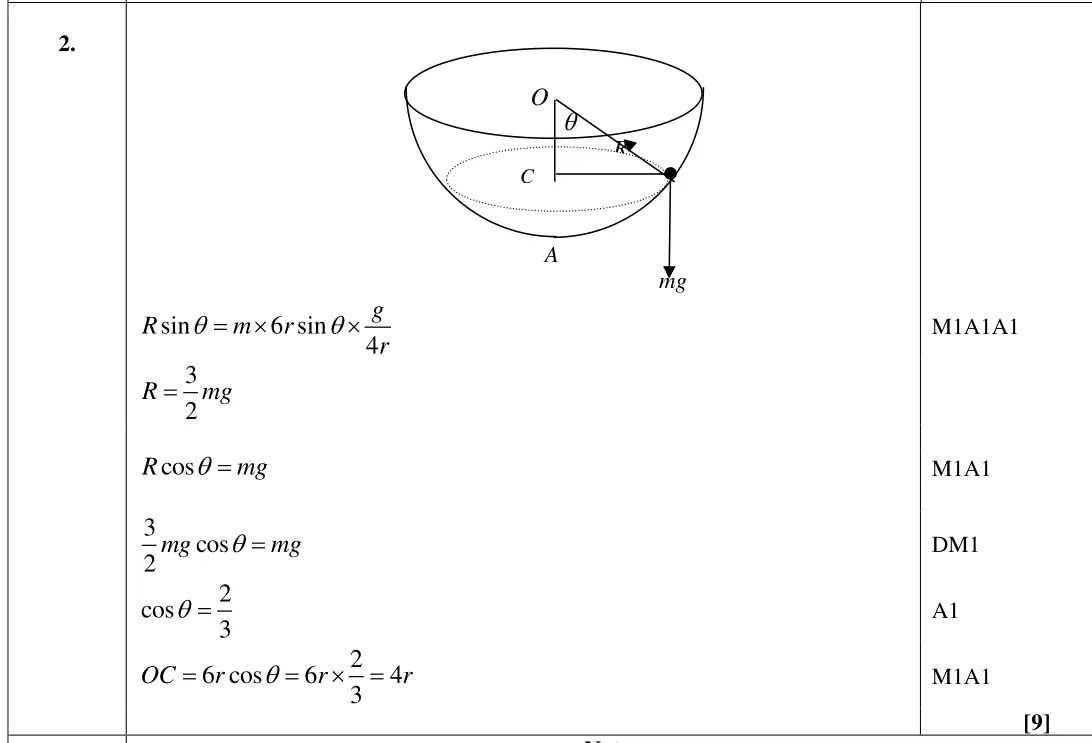 2.
O
θ
R
C
A
mg
R sin θ = m × 6r sin θ × g/4r M1A1A1
R = 3/2 mg
R cos θ = mg M1A1
3/2 mg cos θ = mg DM1
cos θ = 2/3 A1
OC = 6r cos θ = 6r × 2/3 = 4r M1A1
[9]